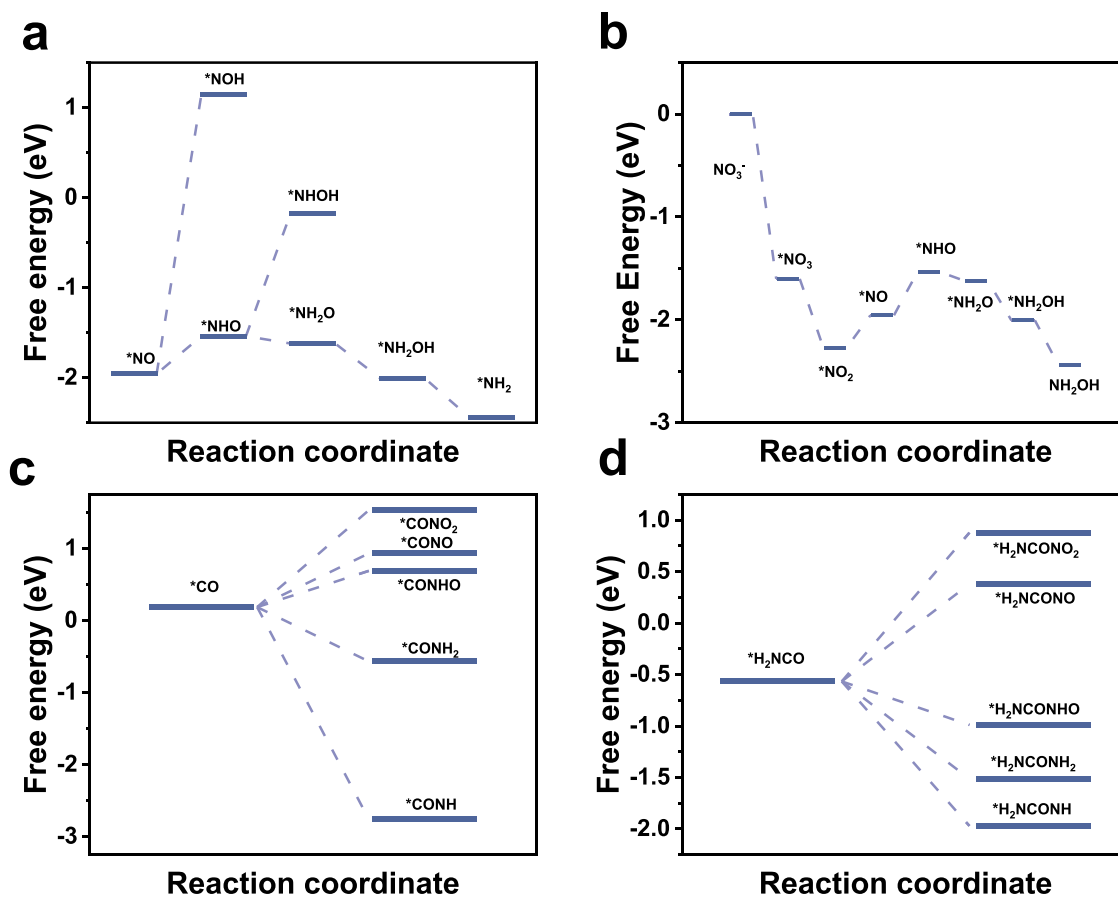 a
Free energy (eV)
1
0
-1
-2
*NOH
*NHOH
*NH₂O
*NHO
*NO
*NH₂OH
*NH₂
Reaction coordinate
b
Free Energy (eV)
0
-1
-2
-3
NO₃⁻
*NO₃
*NO₂
*NO
*NHO
*NH₂O
*NH₂OH
NH₂OH
Reaction coordinate
c
Free energy (eV)
1
0
-1
-2
-3
*CO
*CONO₂
*CONO
*CONHO
*CONH₂
*CONH
Reaction coordinate
d
Free energy (eV)
1.0
0.5
0.0
-0.5
-1.0
-1.5
-2.0
*H₂NCO
*H₂NCONO₂
*H₂NCONO
*H₂NCONHO
*H₂NCONH₂
*H₂NCONH
Reaction coordinate